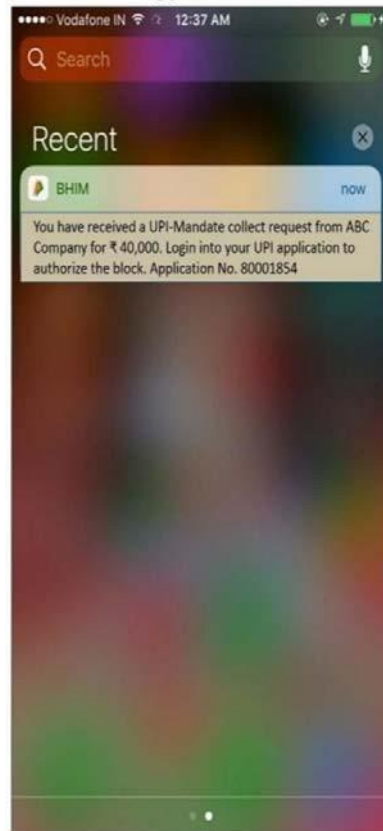 Vodafone IN 12:37 AM
Search
Recent
BHIM now
You have received a UPI-Mandate collect request from ABC
Company for ₹ 40,000. Login into your UPI application to
authorize the block. Application No. 80001854